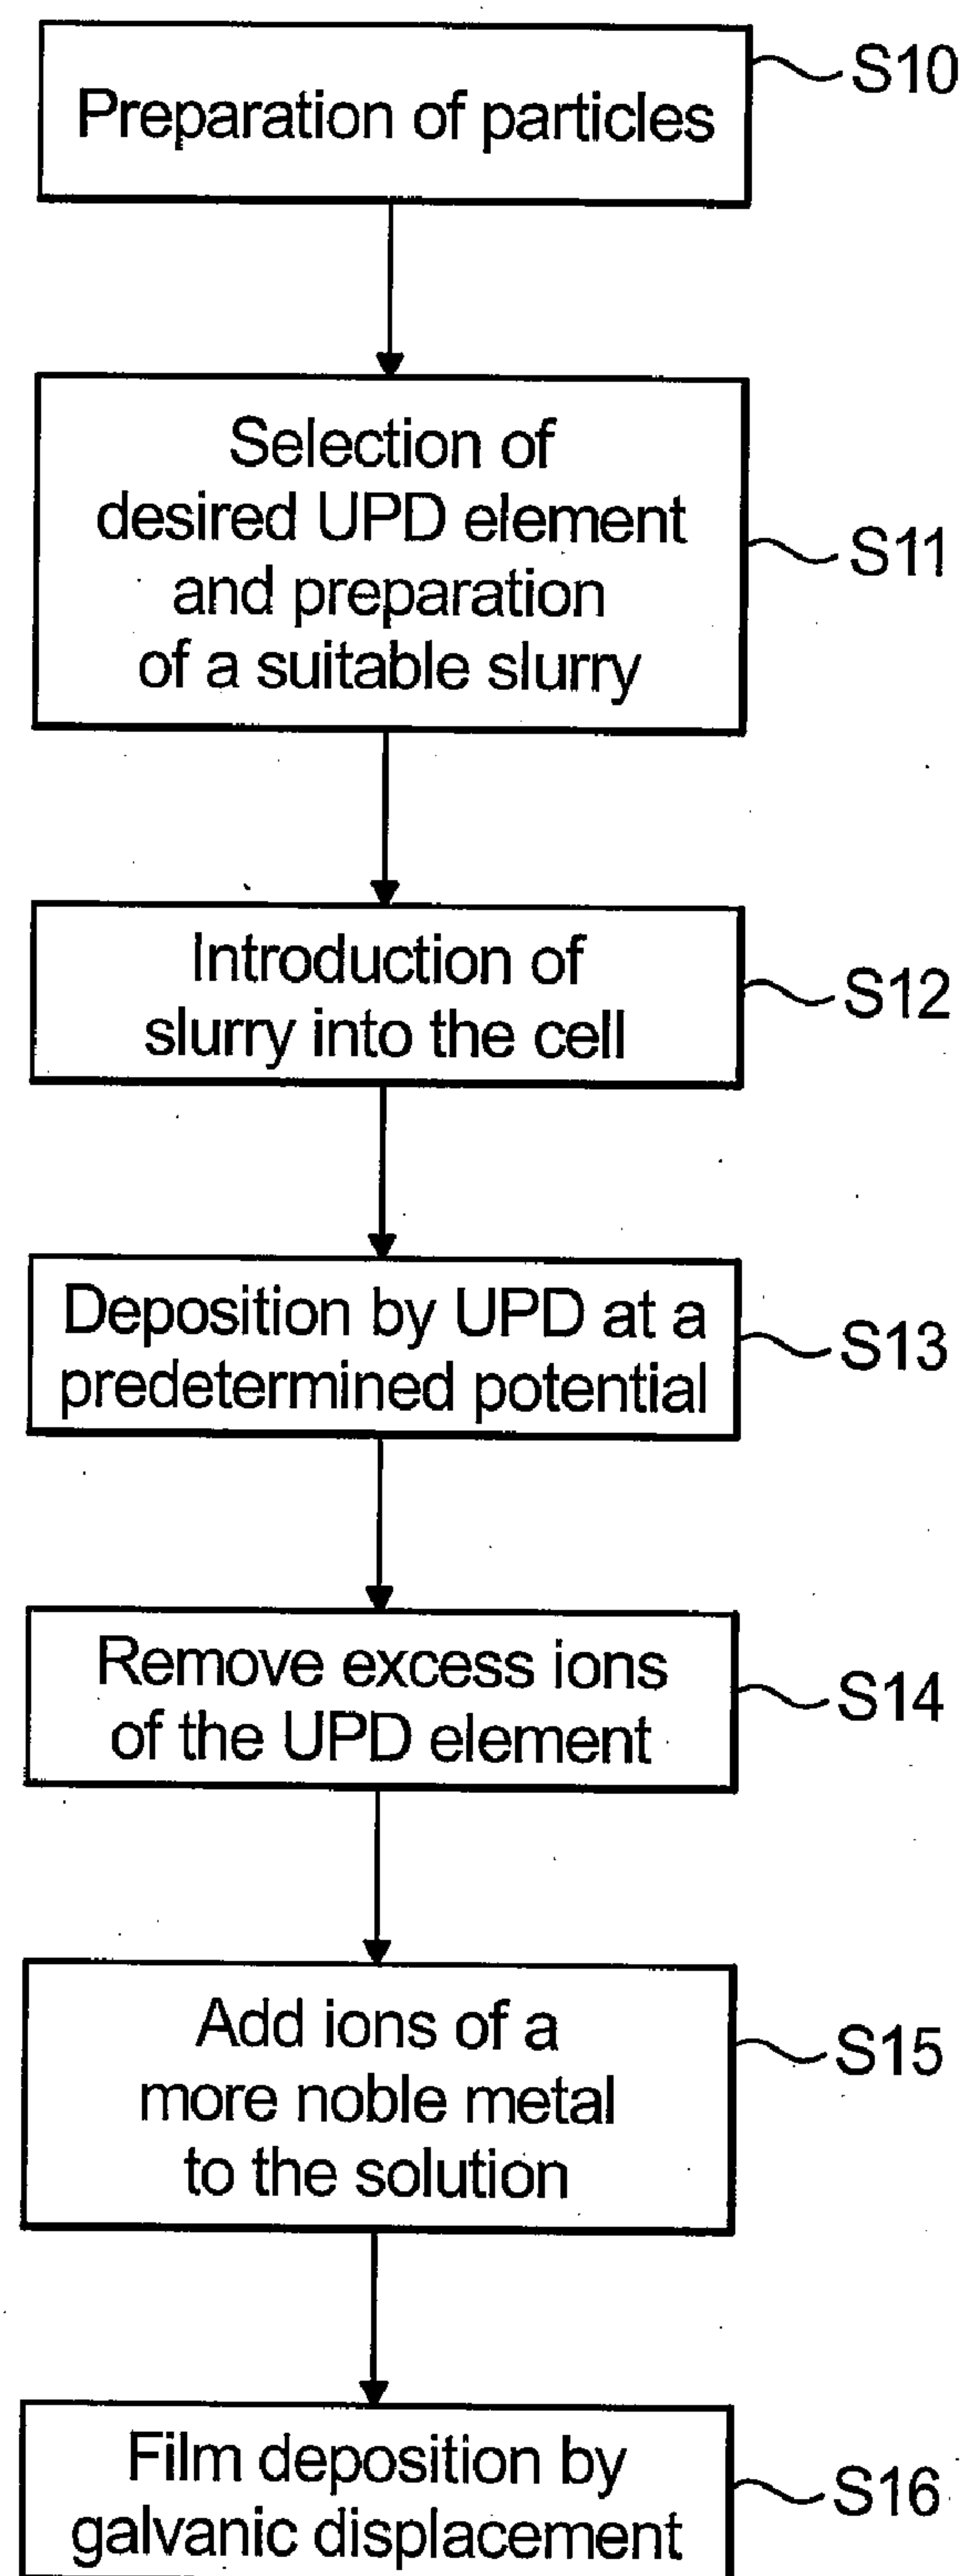 Preparation of particles
S10
Selection of
desired UPD element
and preparation
of a suitable slurry
S11
Introduction of
slurry into the cell
S12
Deposition by UPD at a
predetermined potential
S13
Remove excess ions
of the UPD element
S14
Add ions of a
more noble metal
to the solution
S15
Film deposition by
galvanic displacement
S16